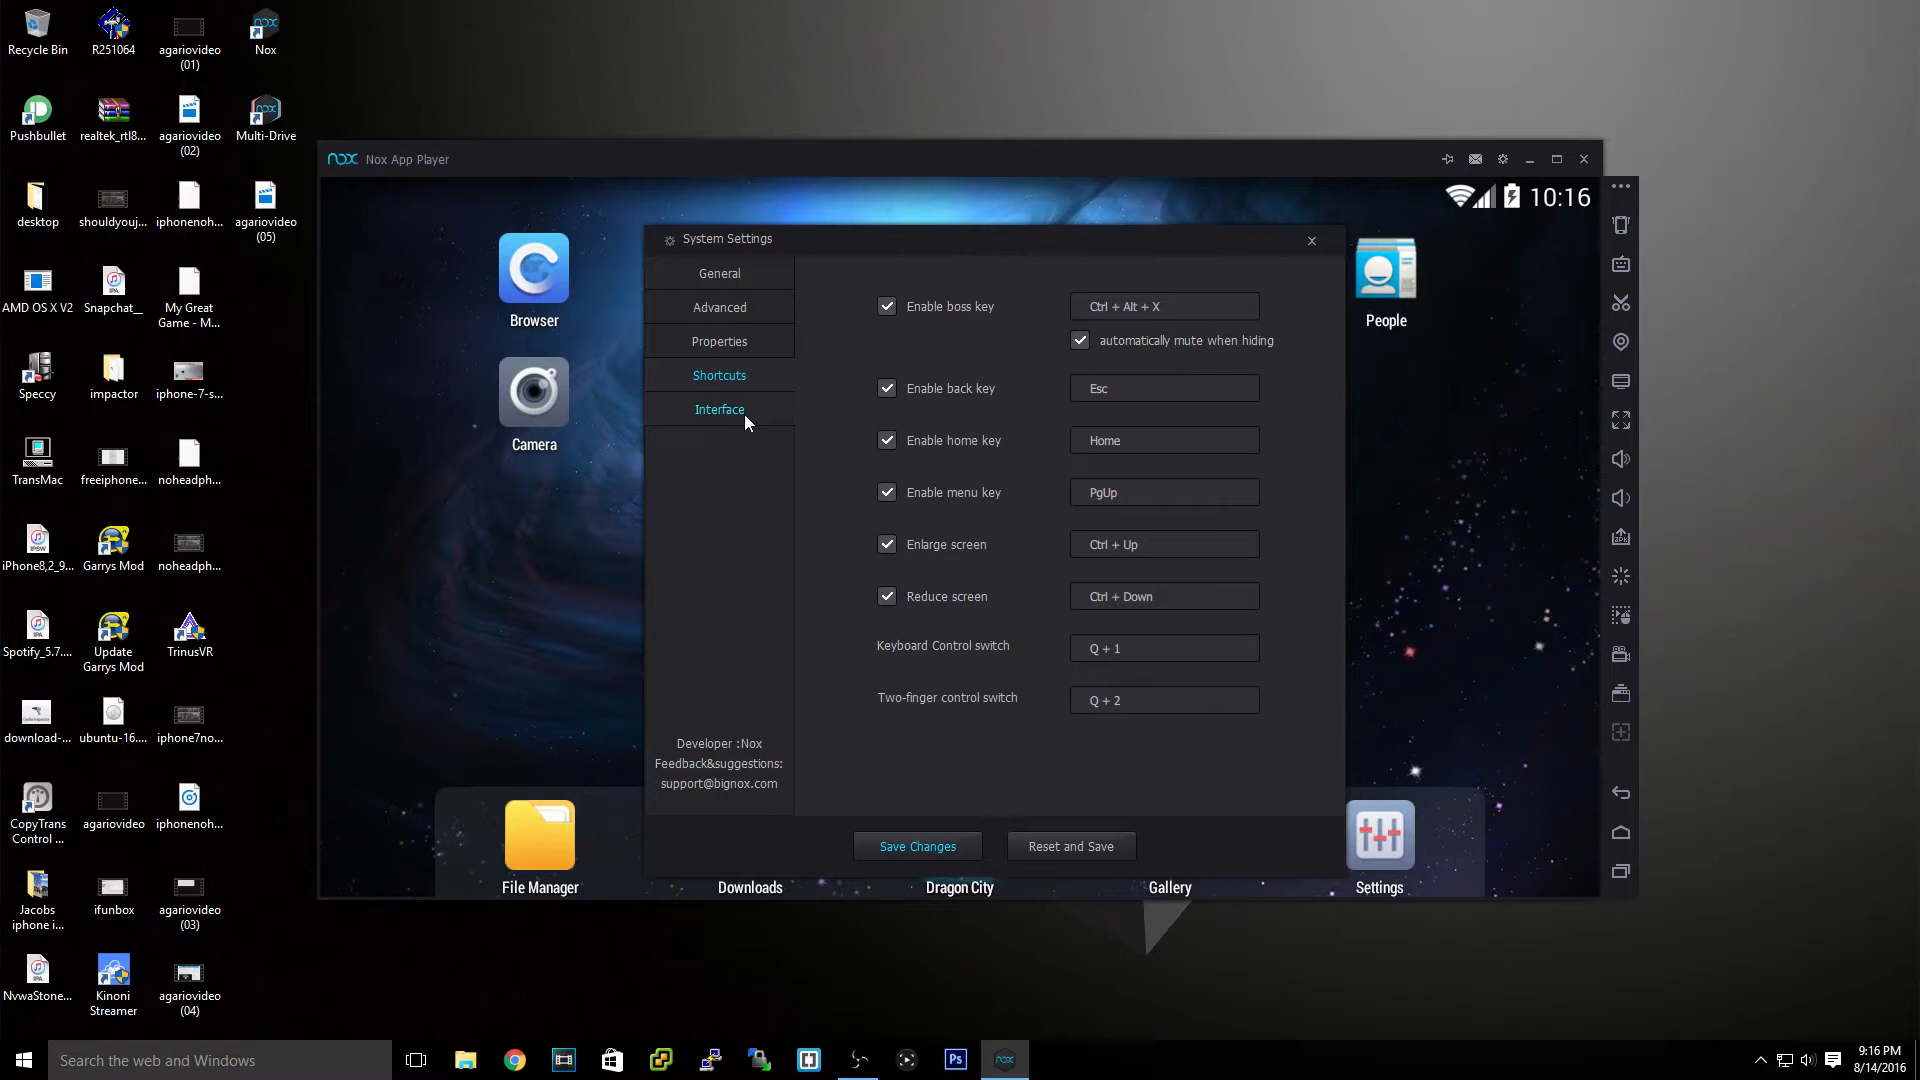 Recycle Bin
R251064
agariovideo
(01)
Nox
Pushbullet
realtek_rtl8...
agariovideo
(02)
Multi-Drive
desktop
shouldyouj...
iphonenoh...
agariovideo
(05)
AMD OS X V2
Snapchat__
My Great
Game - M...
Speccy
impactor
iphone-7-s...
TransMac
freeiphone...
noheadph...
iPhone8,2_9...
Garrys Mod
noheadph...
Spotify_5.7....
Update
Garrys Mod
TrinusVR
download-...
ubuntu-16....
iphone7no...
CopyTrans
Control ...
agariovideo
iphonenoh...
Jacobs
iphone i...
ifunbox
agariovideo
(03)
NvwaStone...
Kinoni
Streamer
agariovideo
(04)
nox Nox App Player
10:16
Browser
Camera
People
System Settings
General
Advanced
Properties
Shortcuts
Interface
Enable boss key
Ctrl + Alt + X
automatically mute when hiding
Enable back key
Esc
Enable home key
Home
Enable menu key
PgUp
Enlarge screen
Ctrl + Up
Reduce screen
Ctrl + Down
Keyboard Control switch
Q + 1
Two-finger control switch
Q + 2
Developer :Nox
Feedback&suggestions:
support@bignox.com
Save Changes
Reset and Save
File Manager
Downloads
Dragon City
Gallery
Settings
Search the web and Windows
Ps
nox
9:16 PM
8/14/2016